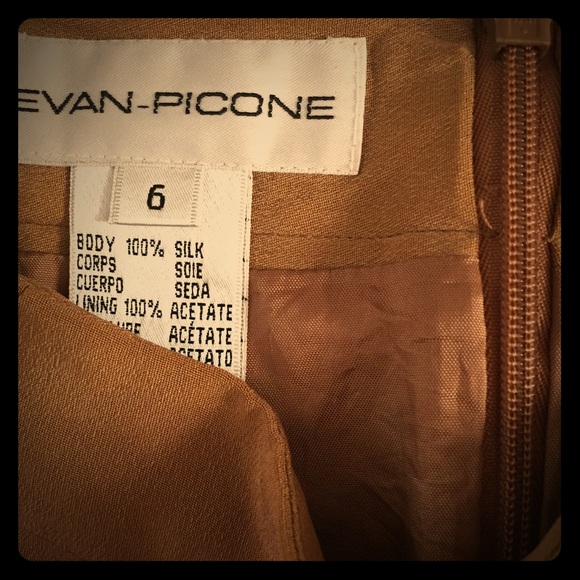 EVAN-PICONE
6
BODY 100% SILK
CORPS SOIE
CUERPO SEDA
LINING 100% ACETATE
ACÉTATE